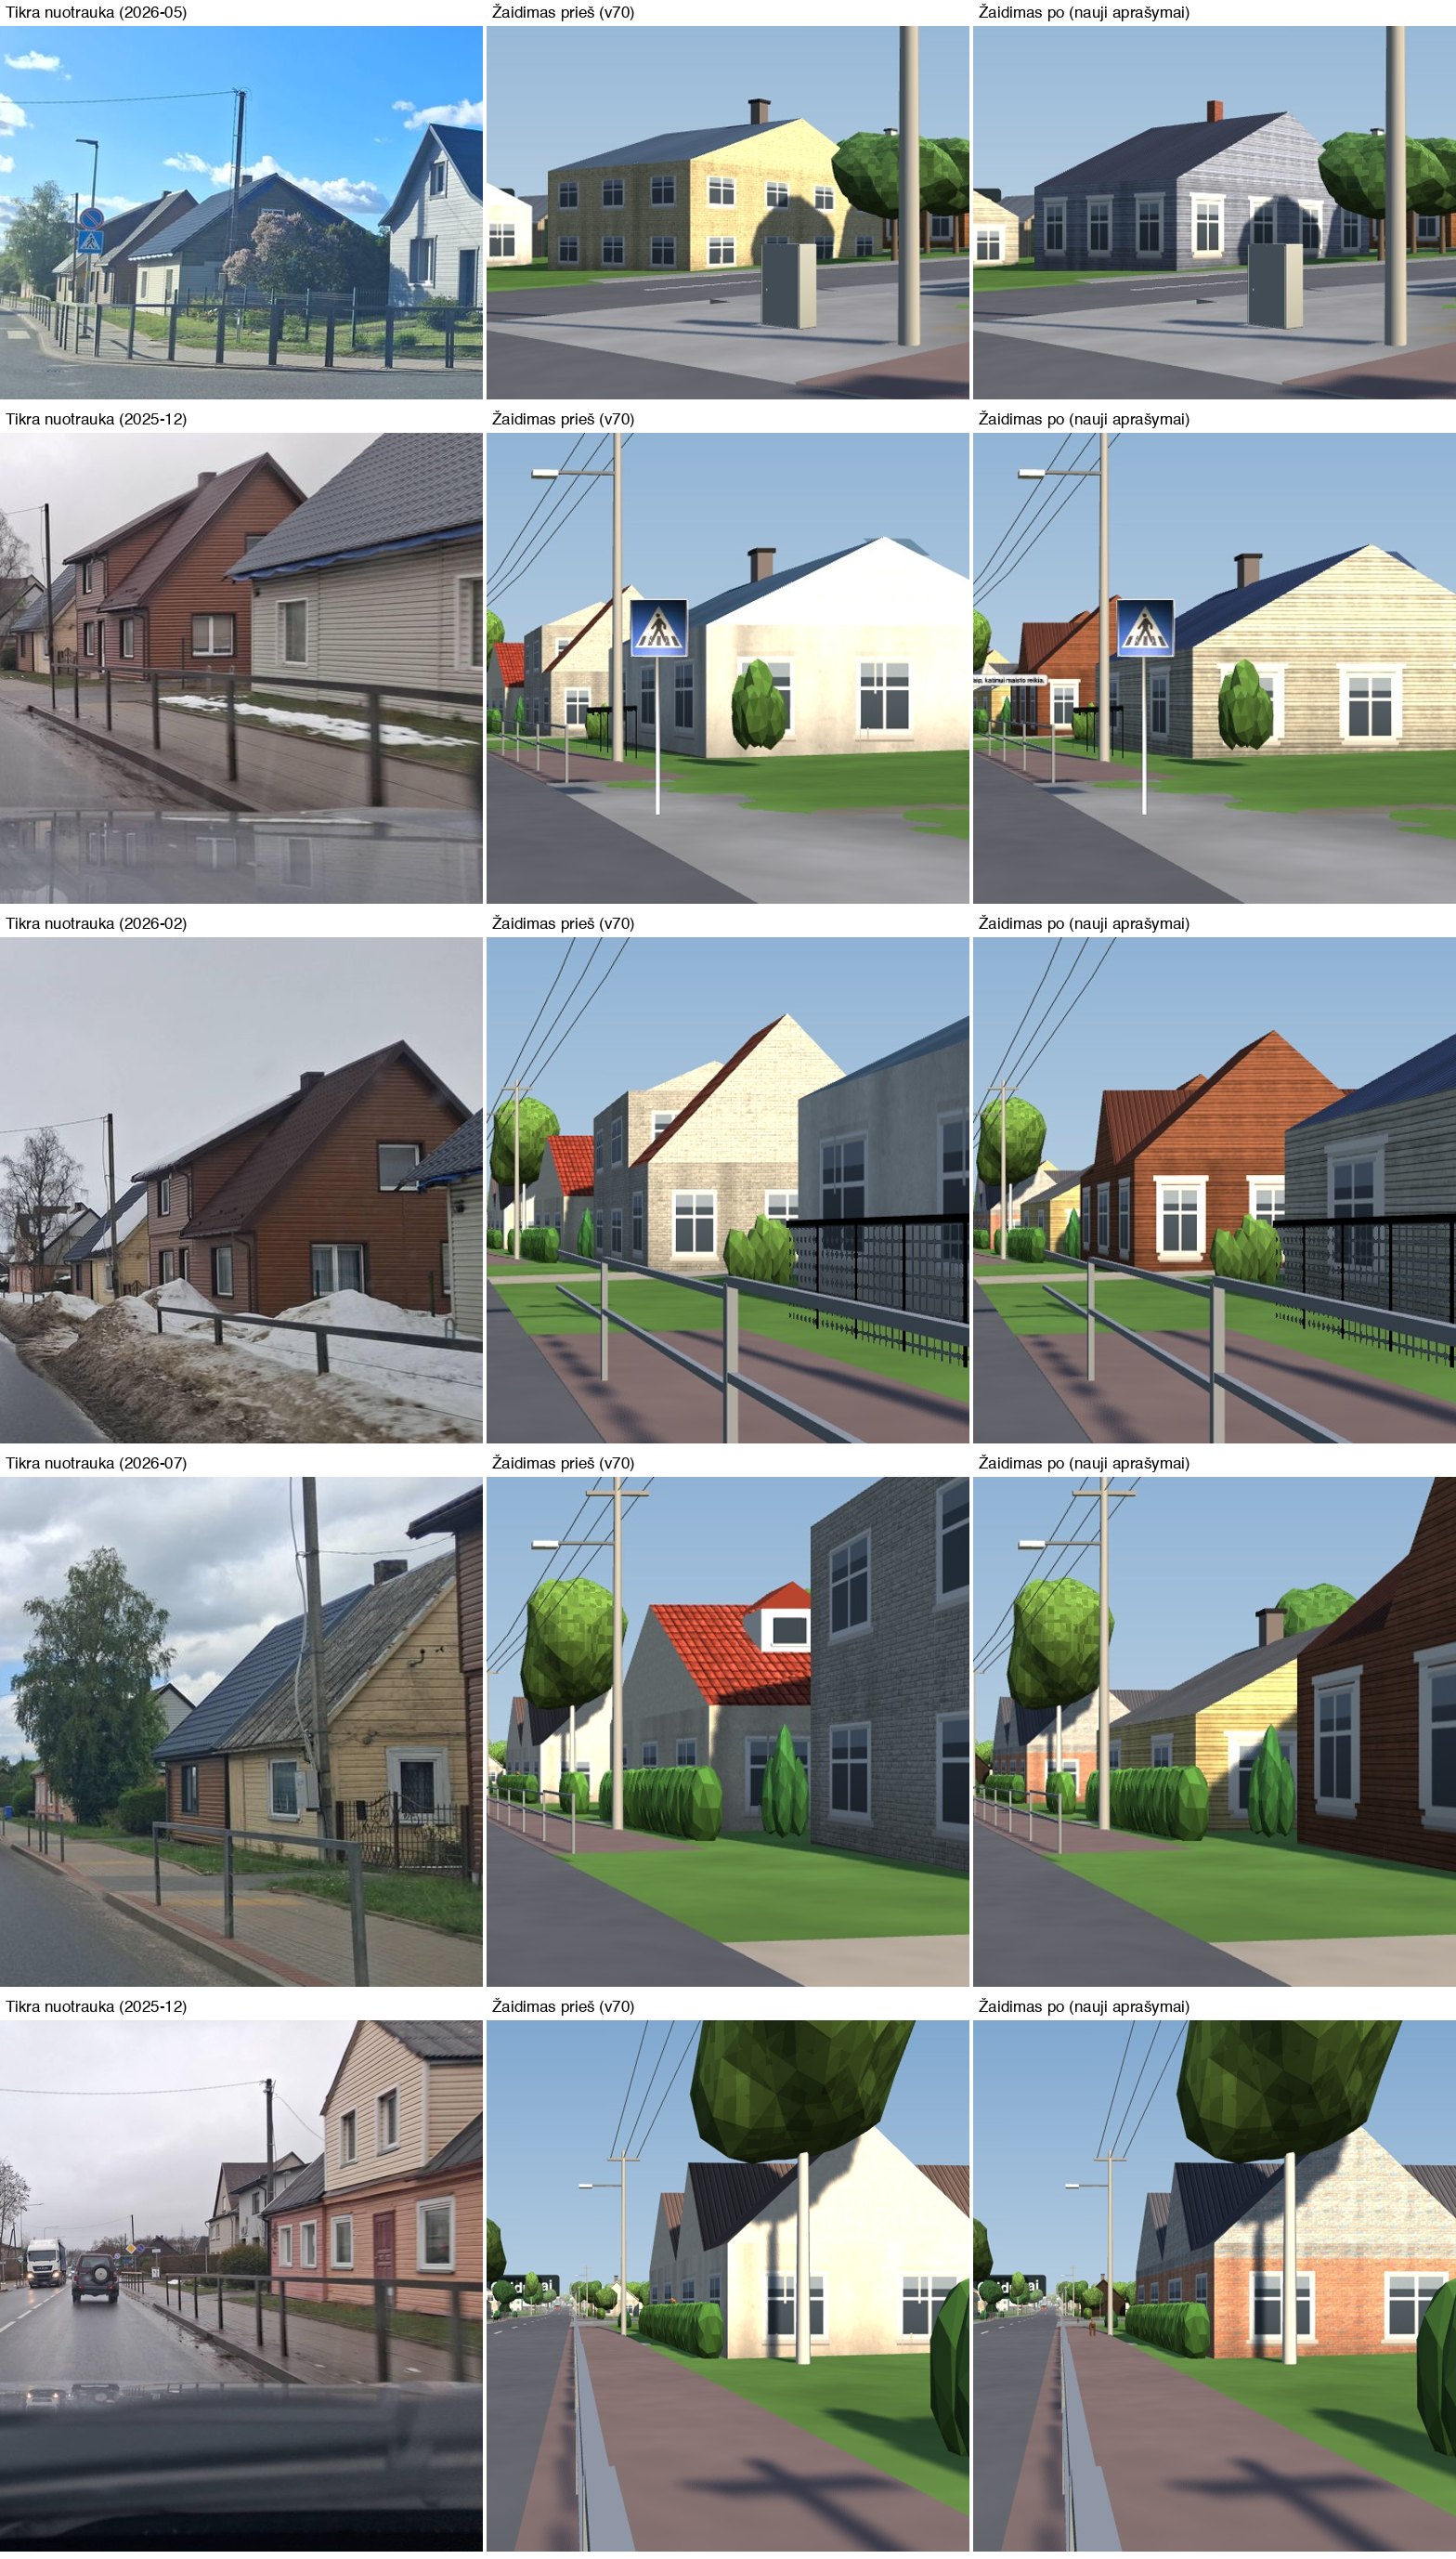 Tikra nuotrauka (2026-05)
Žaidimas prieš (v70)
Žaidimas po (nauji aprašymai)
Tikra nuotrauka (2025-12)
Žaidimas prieš (v70)
Žaidimas po (nauji aprašymai)
Tikra nuotrauka (2026-02)
Žaidimas prieš (v70)
Žaidimas po (nauji aprašymai)
Tikra nuotrauka (2026-07)
Žaidimas prieš (v70)
Žaidimas po (nauji aprašymai)
Tikra nuotrauka (2025-12)
Žaidimas prieš (v70)
Žaidimas po (nauji aprašymai)